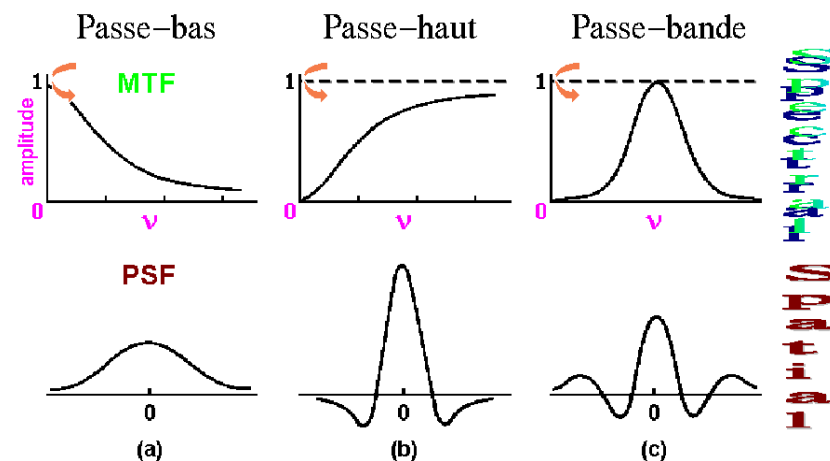 Passe-bas
Passe-haut
Passe-bande
1
MTF
amplitude
0
ν
1
0
ν
1
0
ν
Spectral
PSF
0
(a)
0
(b)
0
(c)
Spatial